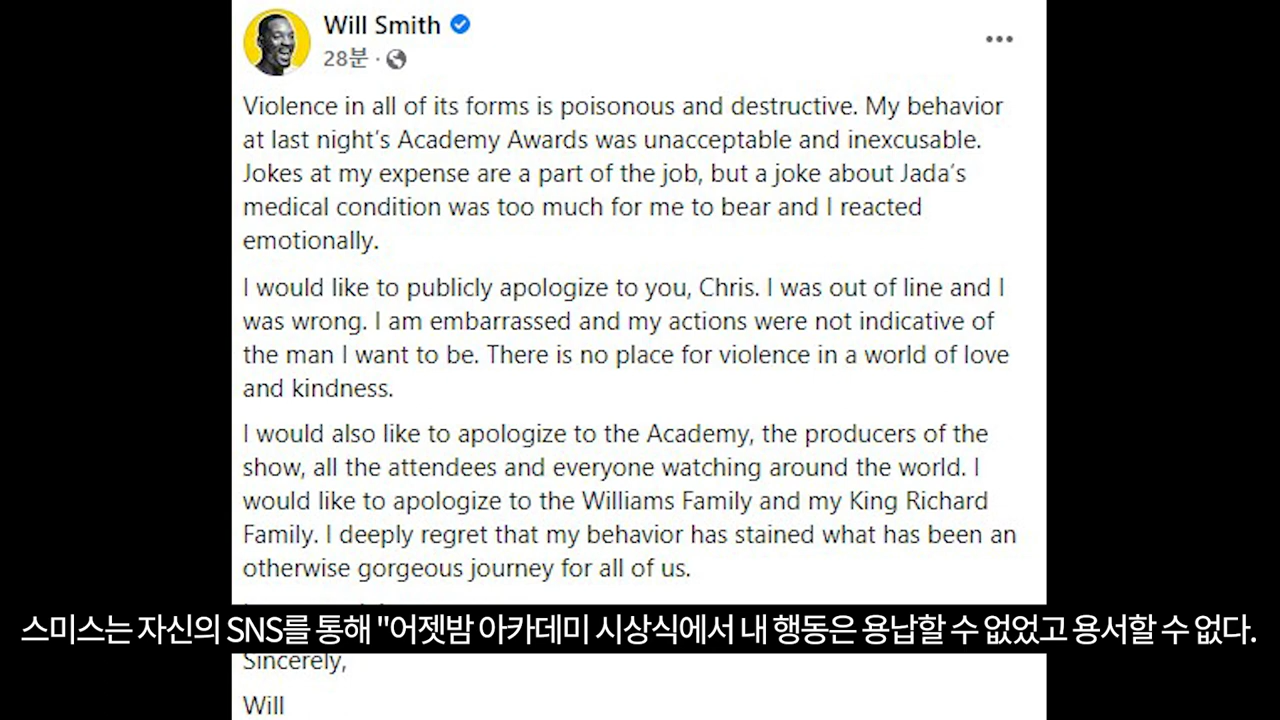 Will Smith
28분
Violence in all of its forms is poisonous and destructive. My behavior
at last night's Academy Awards was unacceptable and inexcusable.
Jokes at my expense are a part of the job, but a joke about Jada's
medical condition was too much for me to bear and I reacted
emotionally.
I would like to publicly apologize to you, Chris. I was out of line and I
was wrong. I am embarrassed and my actions were not indicative of
the man I want to be. There is no place for violence in a world of love
and kindness.
I would also like to apologize to the Academy, the producers of the
show, all the attendees and everyone watching around the world. I
would like to apologize to the Williams Family and my King Richard
Family. I deeply regret that my behavior has stained what has been an
otherwise gorgeous journey for all of us.
스미스는 자신의 SNS를 통해 "어젯밤 아카데미 시상식에서 내 행동은 용납할 수 없었고 용서할 수 없다.
Sincerely,
Will